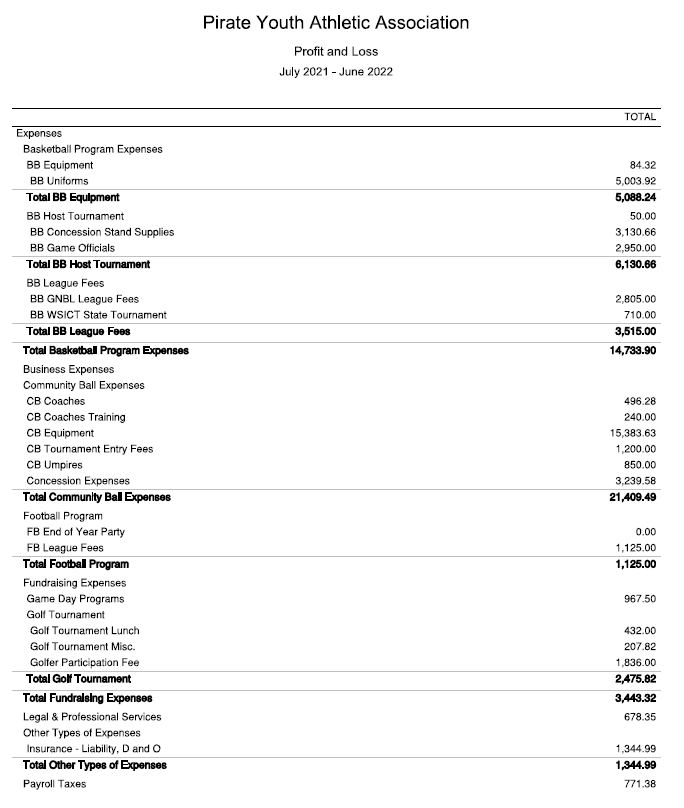 Pirate Youth Athletic Association
Profit and Loss
July 2021 - June 2022
TOTAL
Expenses
Basketball Program Expenses
BB Equipment 84.32
BB Uniforms 5,003.92
Total BB Equipment 5,088.24
BB Host Tournament 50.00
BB Concession Stand Supplies 3,130.66
BB Game Officials 2,950.00
Total BB Host Tournament 6,130.66
BB League Fees
BB GNBL League Fees 2,805.00
BB WSICT State Tournament 710.00
Total BB League Fees 3,515.00
Total Basketball Program Expenses 14,733.90
Business Expenses
Community Ball Expenses
CB Coaches 496.28
CB Coaches Training 240.00
CB Equipment 15,383.63
CB Tournament Entry Fees 1,200.00
CB Umpires 850.00
Concession Expenses 3,239.58
Total Community Ball Expenses 21,409.49
Football Program
FB End of Year Party 0.00
FB League Fees 1,125.00
Total Football Program 1,125.00
Fundraising Expenses
Game Day Programs 967.50
Golf Tournament
Golf Tournament Lunch 432.00
Golf Tournament Misc. 207.82
Golfer Participation Fee 1,836.00
Total Golf Tournament 2,475.82
Total Fundraising Expenses 3,443.32
Legal & Professional Services 678.35
Other Types of Expenses
Insurance - Liability, D and O 1,344.99
Total Other Types of Expenses 1,344.99
Payroll Taxes 771.38